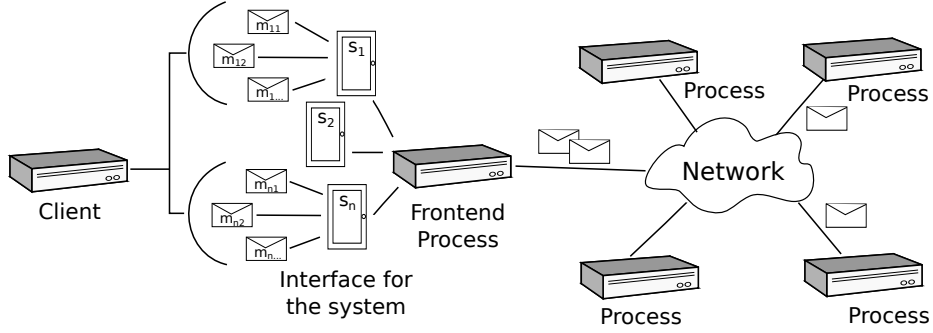 m11
m12
m1...
s1
s2
mn1
mn2
mn...
sn
Client
Interface for
the system
Frontend
Process
Network
Process
Process
Process
Process